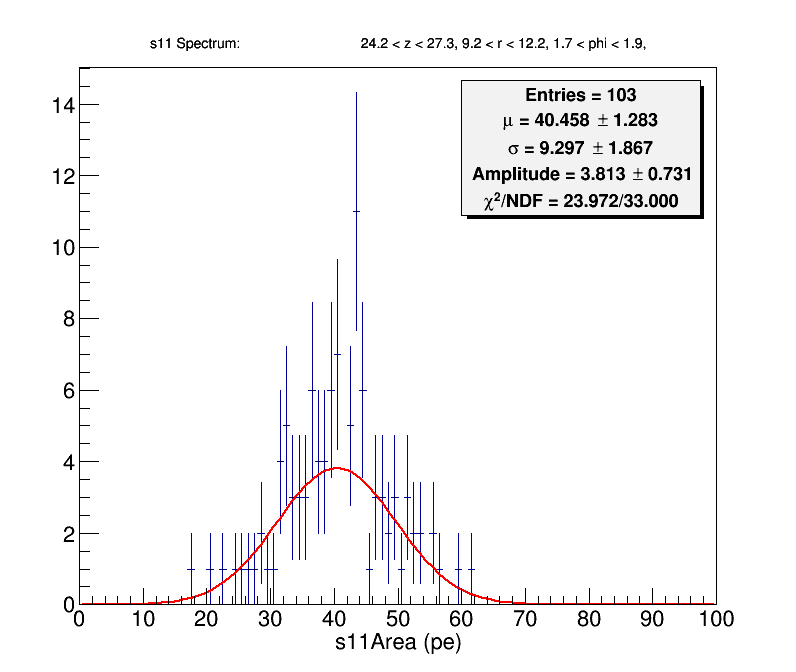 s11 Spectrum: 24.2 < z < 27.3, 9.2 < r < 12.2, 1.7 < phi < 1.9,
Entries = 103
μ = 40.458 ± 1.283
σ = 9.297 ± 1.867
Amplitude = 3.813 ± 0.731
χ²/NDF = 23.972/33.000
14
12
10
8
6
4
2
0
0 10 20 30 40 50 60 70 80 90 100
s11Area (pe)